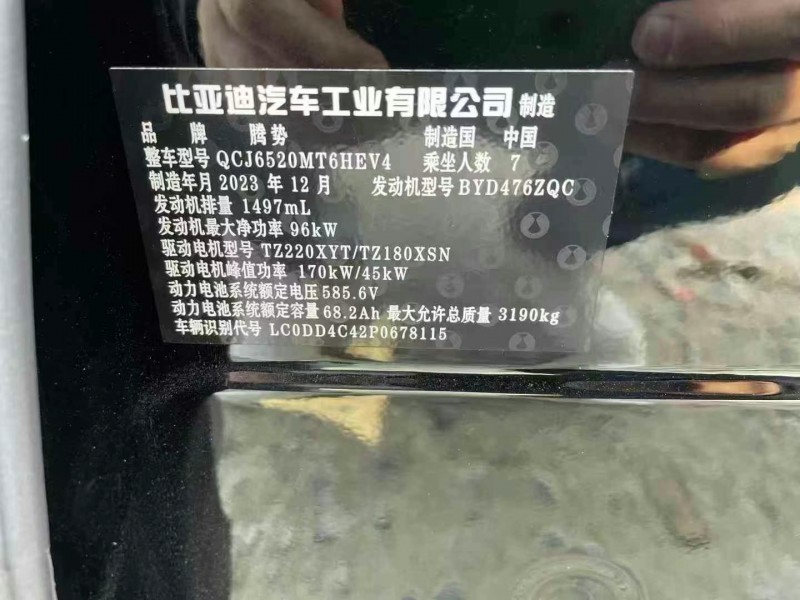 比亚迪汽车工业有限公司 制造
品牌 腾势 制造国 中国
整车型号 QCJ6520MT6HEV4 乘坐人数 7
制造年月 2023 年 12 月 发动机型号 BYD476ZQC
发动机排量 1497mL
发动机最大净功率 96kW
驱动电机型号 TZ220XYT/TZ180XSN
驱动电机峰值功率 170kW/45kW
动力电池系统额定电压 585.6V
动力电池系统额定容量 68.2Ah 最大允许总质量 3190kg
车辆识别代号 LC0DD4C42P0678115